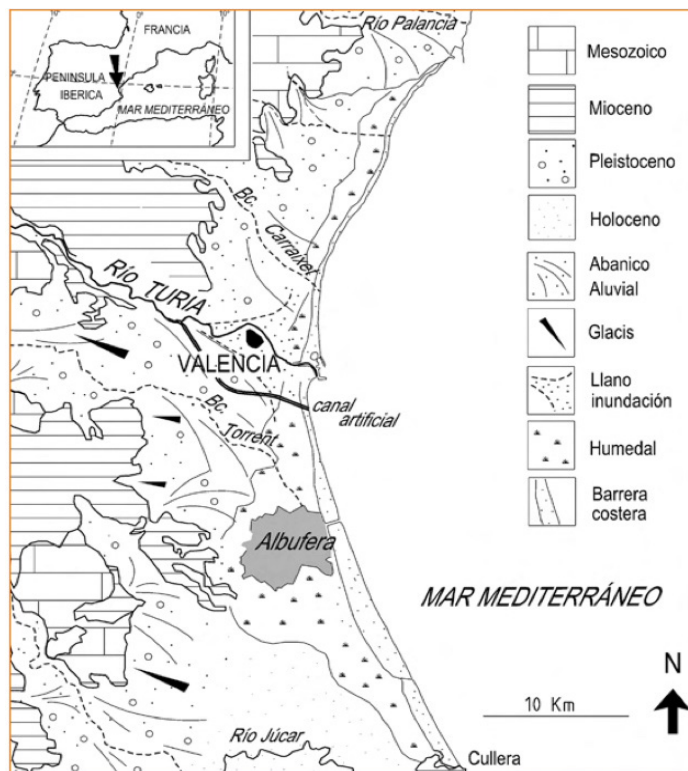 FRANCIA
PENINSULA
IBERICA
MAR MEDITERRÁNEO
Río Palancia
Bc.
Carraixet
Río TURIA
VALENCIA
canal
artificial
Bc.
Torrent
Albufera
MAR MEDITERRÁNEO
N
10 Km
Río Júcar
Cullera
Mesozoico
Mioceno
Pleistoceno
Holoceno
Abanico
Aluvial
Glacis
Llano
inundación
Humedal
Barrera
costera